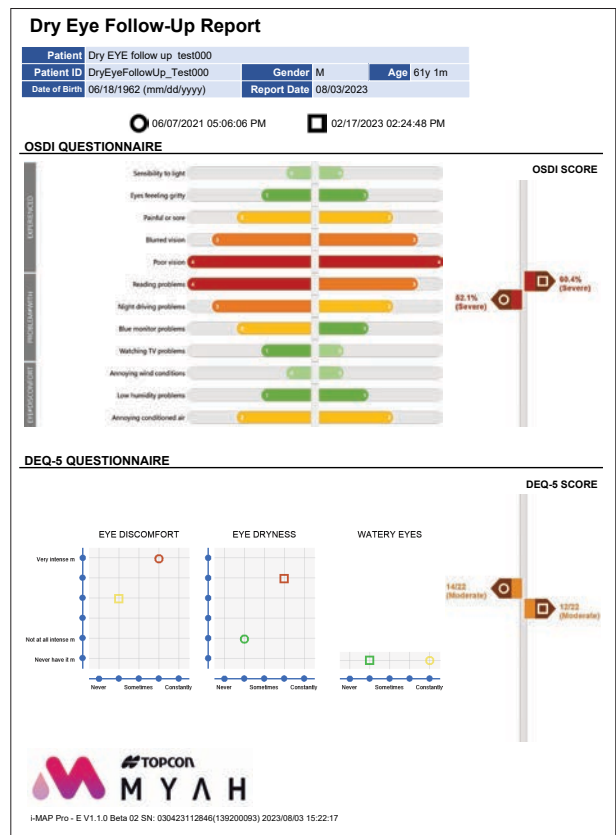 Dry Eye Follow-Up Report
Patient Dry EYE follow up test000
Patient ID DryEyeFollowUp_Test000 Gender M Age 61y 1m
Date of Birth 06/18/1962 (mm/dd/yyyy) Report Date 08/03/2023
06/07/2021 05:06:06 PM 02/17/2023 02:24:48 PM
OSDI QUESTIONNAIRE
OSDI SCORE
EXPERIENCED
Sensibility to light
Eyes feeling gritty
Painful or sore
Blurred vision
Poor vision
Reading problems
Night driving problems
Blue monitor problems
Watching TV problems
Annoying wind conditions
Low humidity problems
Annoying conditioned air
60.4%
(Severe)
(Severe)
DEQ-5 QUESTIONNAIRE
DEQ-5 SCORE
EYE DISCOMFORT EYE DRYNESS WATERY EYES
Very intense m
Not at all intense m
Never have it m
Never Sometimes Constantly Never Sometimes Constantly Never Sometimes Constantly
14/22
(Moderate)
12/22
(Moderate)
TOPCON
MYAH
i-MAP Pro - E V1.1.0 Beta 02 SN: 030423112846(139200093) 2023/08/03 15:22:17